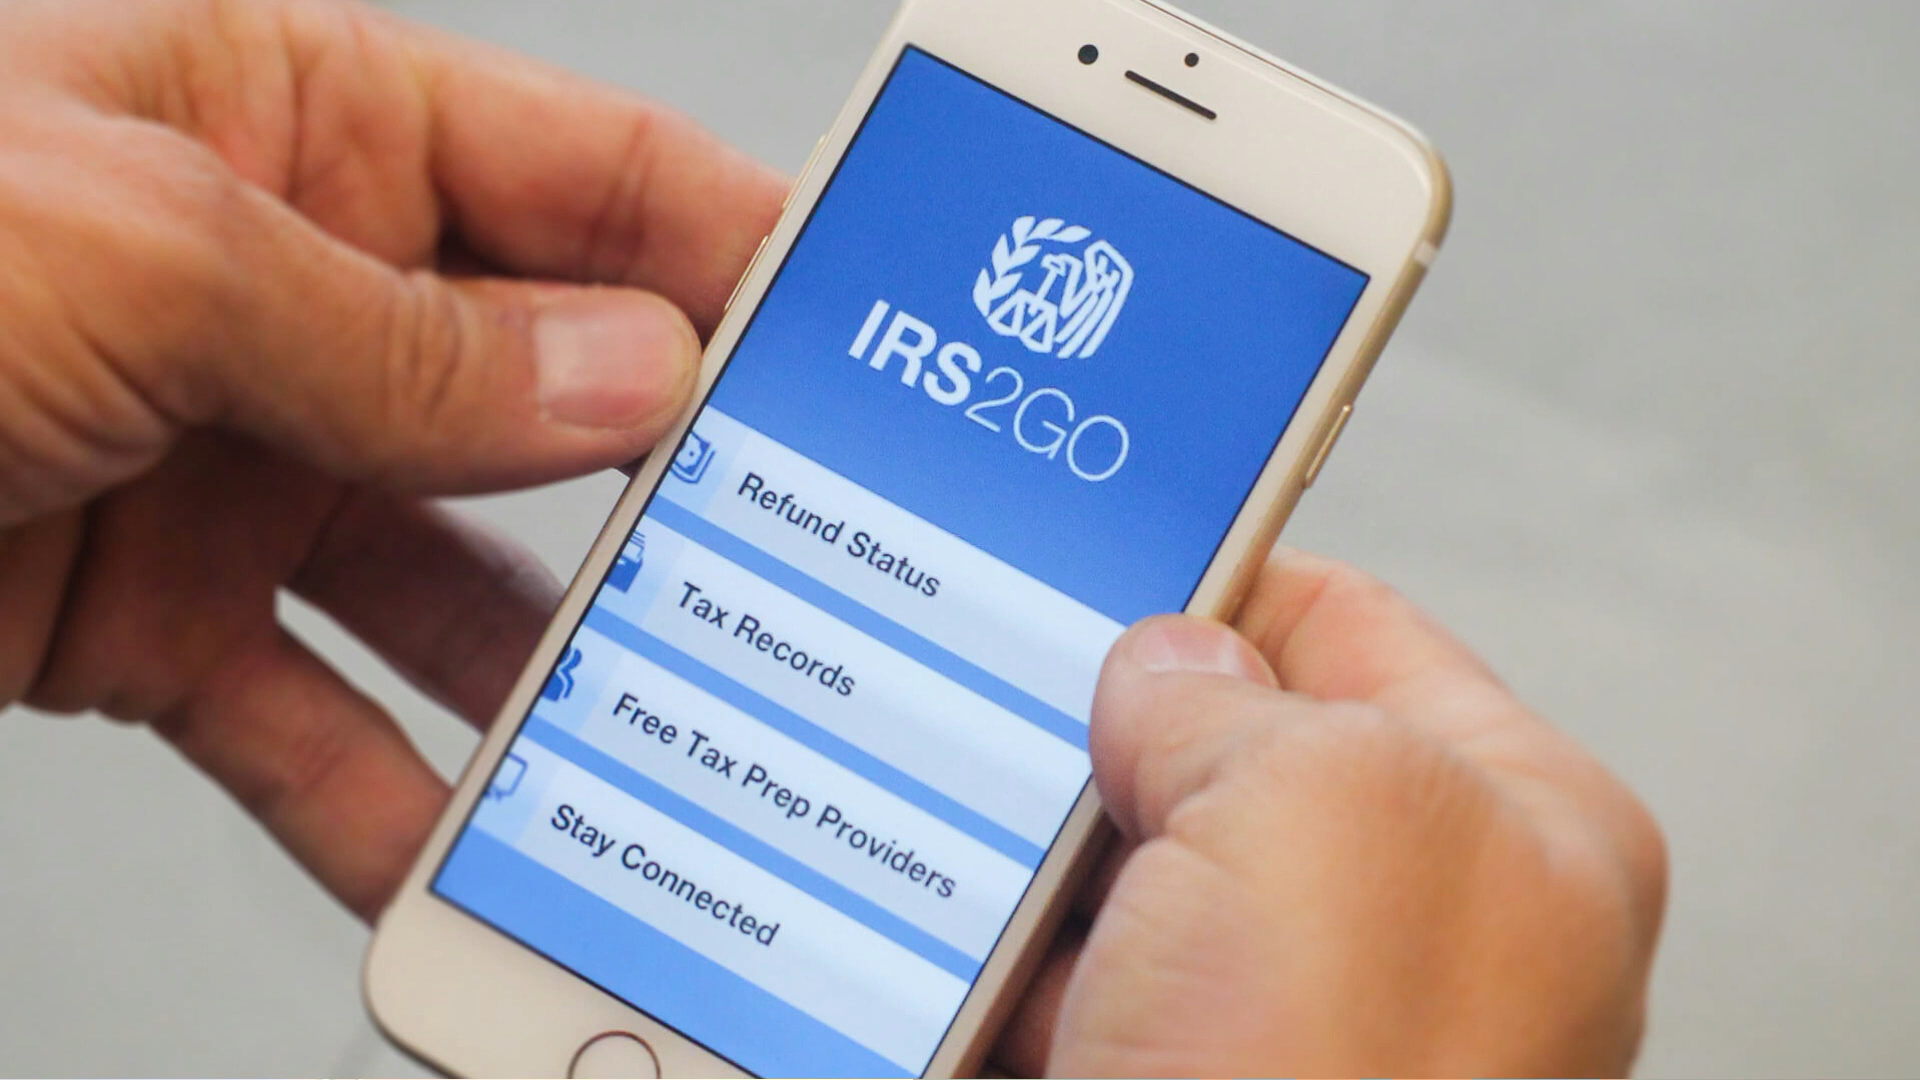 IRS2GO
Refund Status
Tax Records
Free Tax Prep Providers
Stay Connected